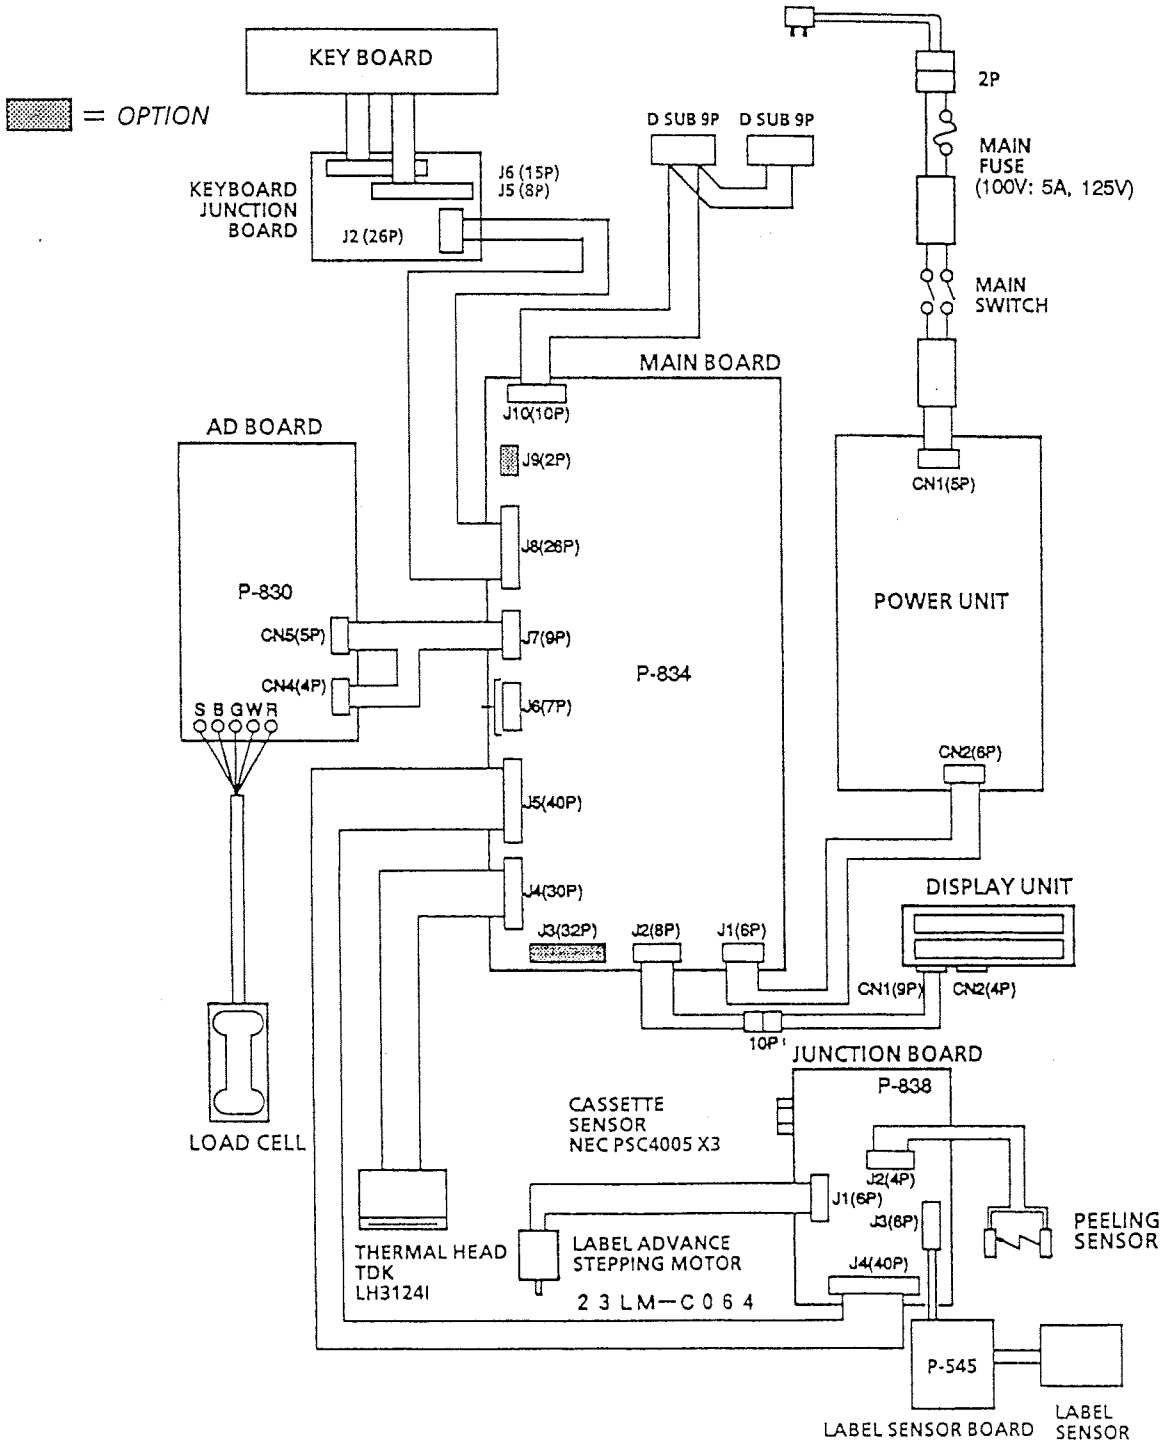 KEY BOARD
= OPTION
2P
D SUB 9P
D SUB 9P
MAIN
FUSE
(100V: 5A, 125V)
J6 (15P)
J5 (8P)
KEYBOARD
JUNCTION
BOARD
J2 (26P)
MAIN
SWITCH
MAIN BOARD
J10(10P)
AD BOARD
J9(2P)
CN1(5P)
J8(26P)
P-830
POWER UNIT
CN5(5P)
J7(9P)
P-834
CN4(4P)
J6(7P)
S B G W R
CN2(6P)
J5(40P)
DISPLAY UNIT
J4(30P)
J3(32P)
J2(8P)
J1(6P)
CN1(9P)
CN2(4P)
10P
JUNCTION BOARD
P-838
CASSETTE
SENSOR
NEC PSC4005 X3
LOAD CELL
J2(4P)
J1(6P)
J3(6P)
PEELING
SENSOR
THERMAL HEAD
TDK
LH3124I
LABEL ADVANCE
STEPPING MOTOR
J4(40P)
23LM-C064
P-545
LABEL SENSOR BOARD
LABEL
SENSOR